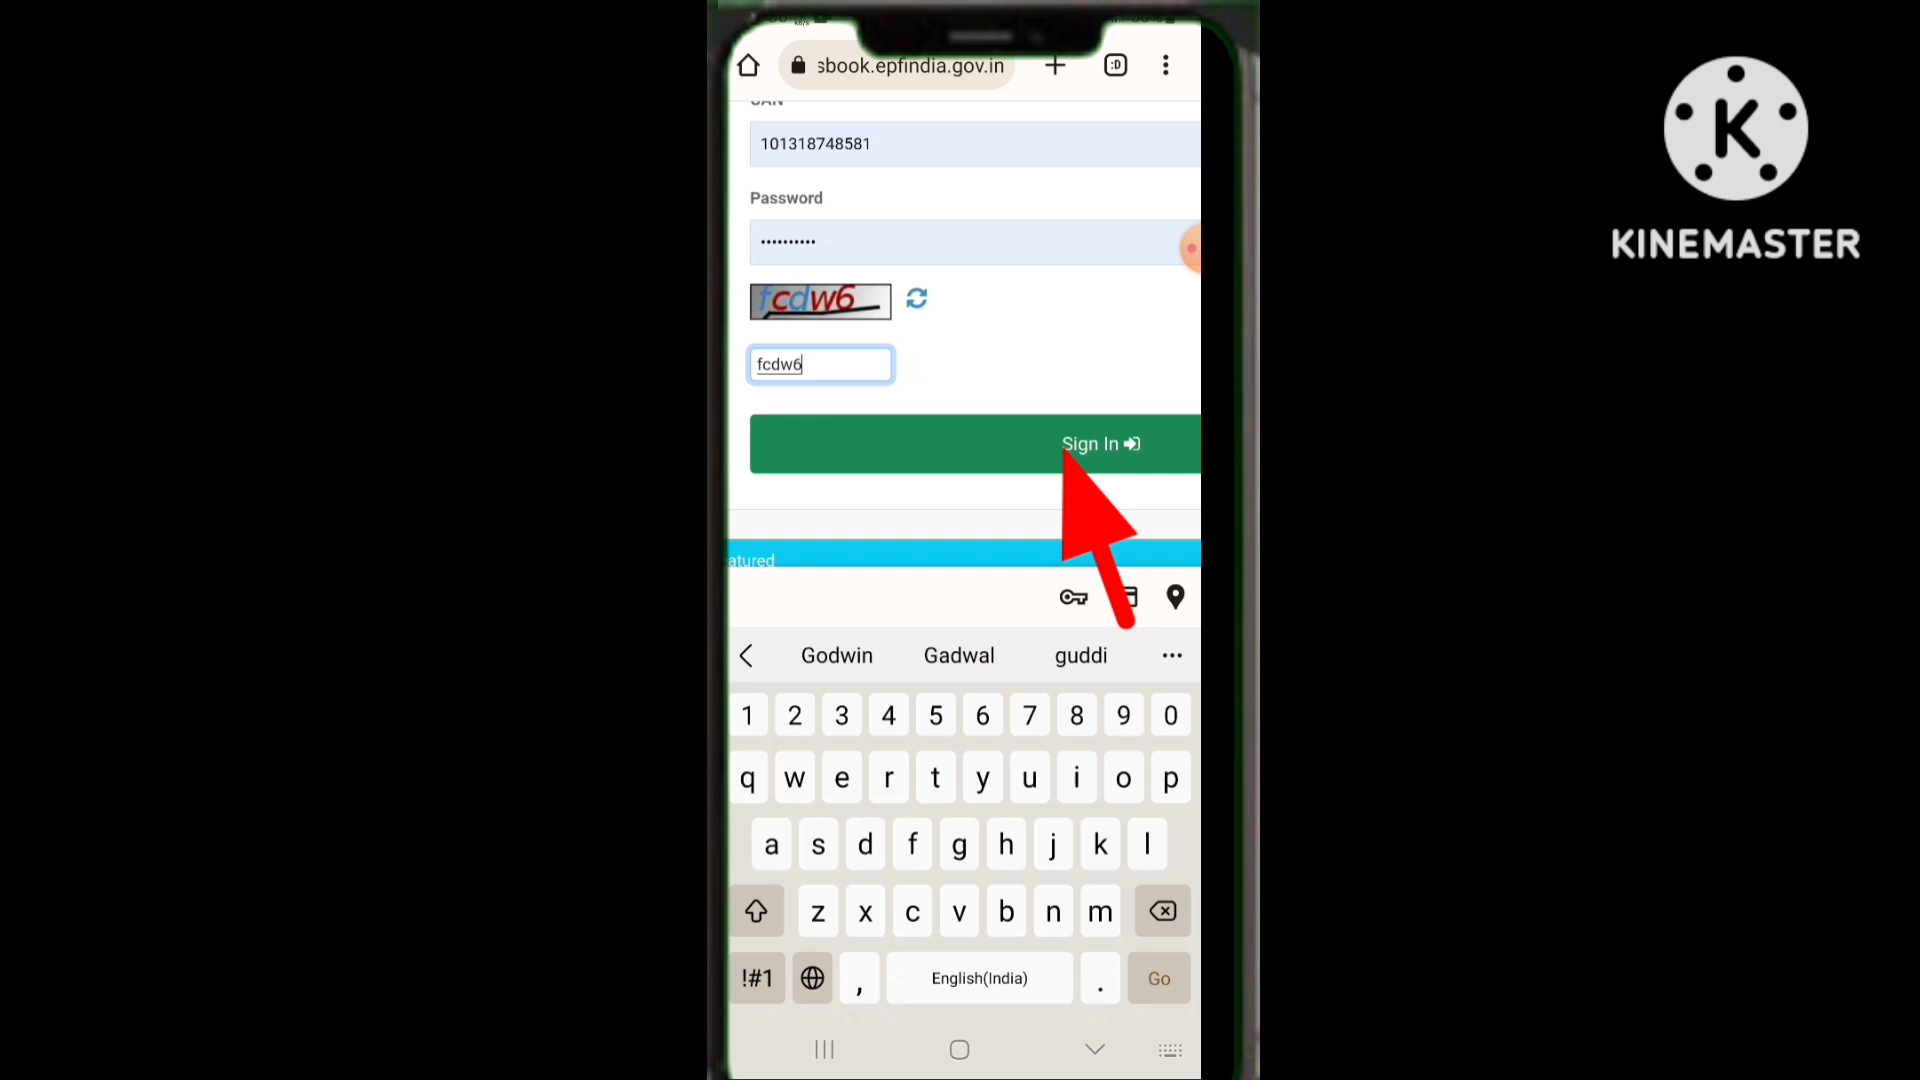 sbook.epfindia.gov.in
:D
UAN
101318748581
Password
••••••••••
fcdw6
fcdw6
Sign In
atured
Godwin Gadwal guddi
1 2 3 4 5 6 7 8 9 0
q w e r t y u i o p
a s d f g h j k l
z x c v b n m
!#1 , English(India) . Go
K
KINEMASTER